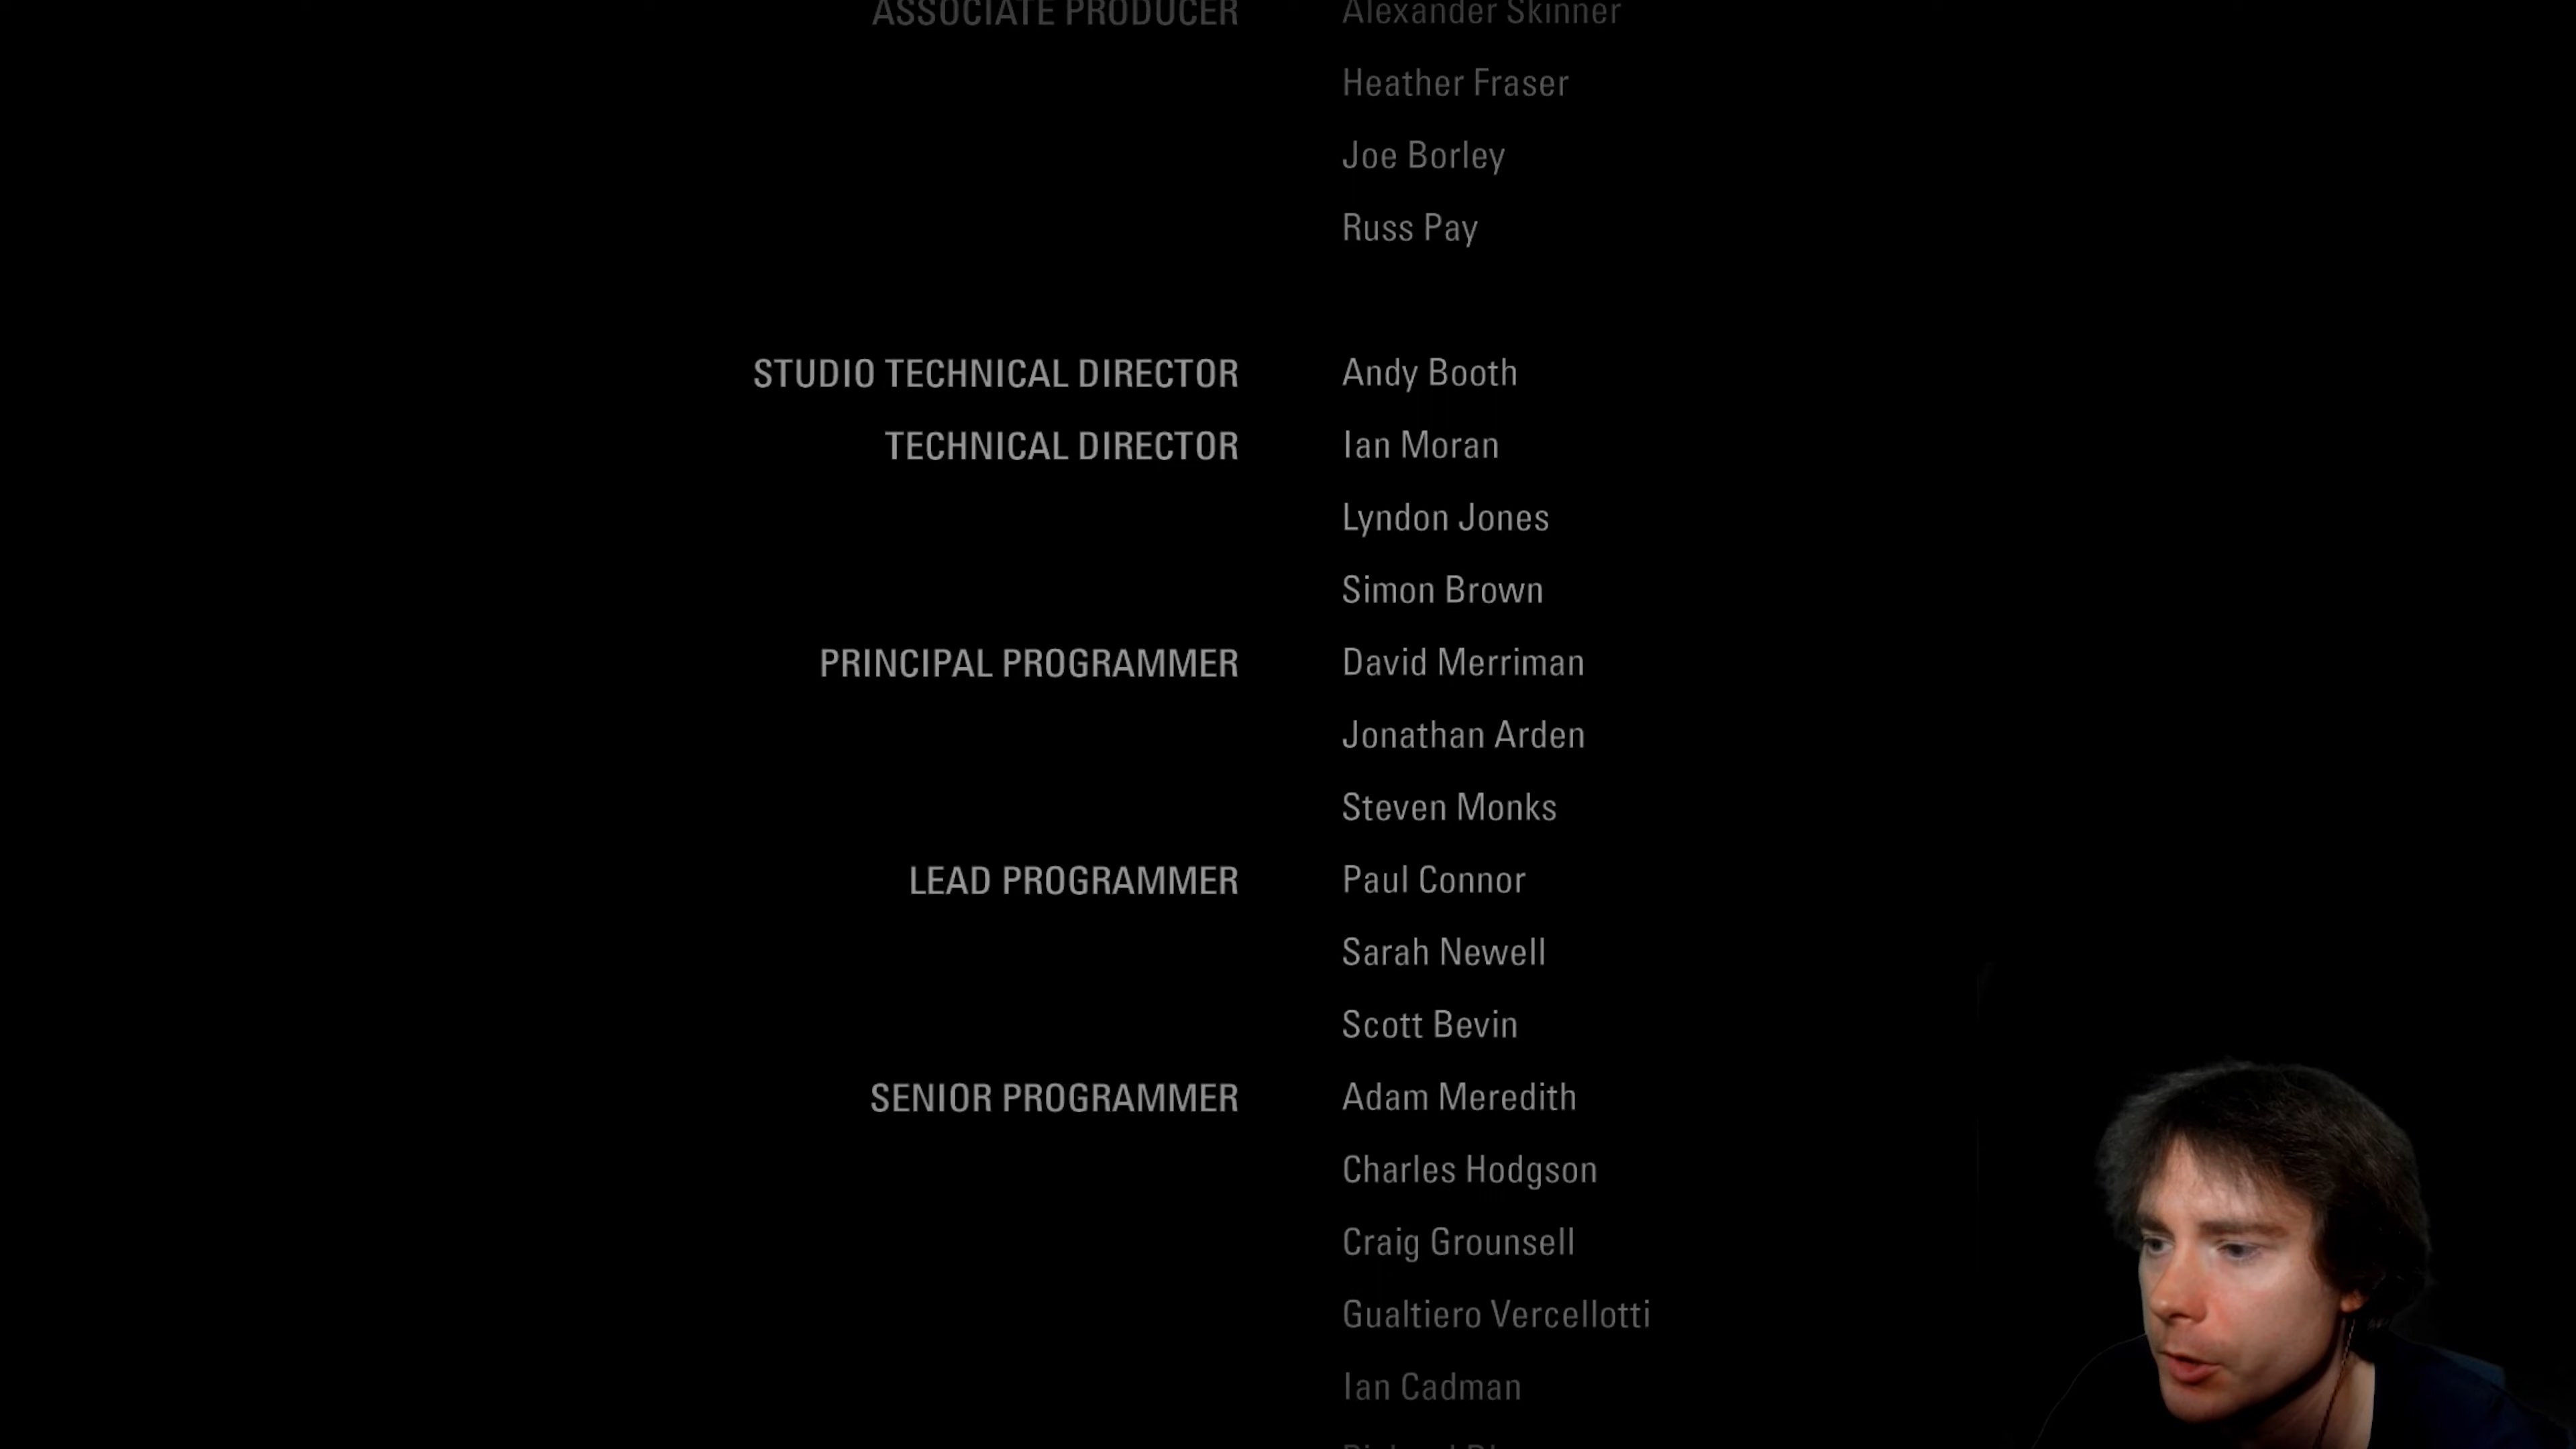 ASSOCIATE PRODUCER Alexander Skinner
Heather Fraser
Joe Borley
Russ Pay
STUDIO TECHNICAL DIRECTOR Andy Booth
TECHNICAL DIRECTOR Ian Moran
Lyndon Jones
Simon Brown
PRINCIPAL PROGRAMMER David Merriman
Jonathan Arden
Steven Monks
LEAD PROGRAMMER Paul Connor
Sarah Newell
Scott Bevin
SENIOR PROGRAMMER Adam Meredith
Charles Hodgson
Craig Grounsell
Gualtiero Vercellotti
Ian Cadman